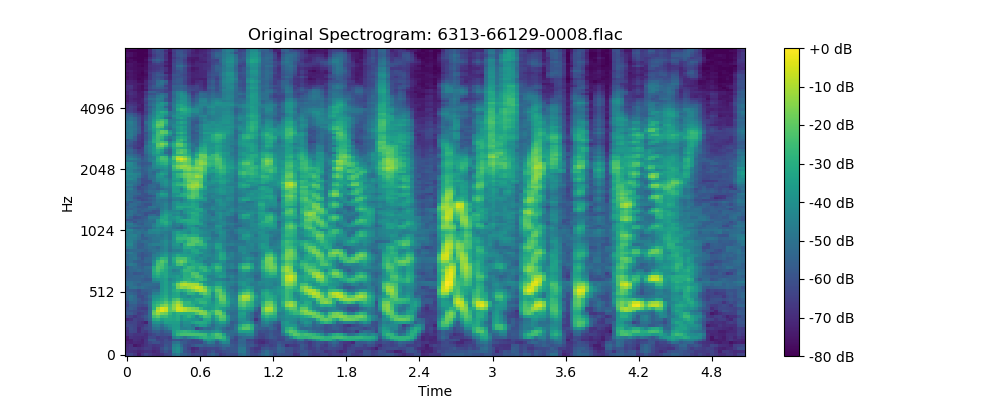 Original Spectrogram: 6313-66129-0008.flac
Hz
4096
2048
1024
512
0
0 0.6 1.2 1.8 2.4 3 3.6 4.2 4.8
Time
+0 dB
-10 dB
-20 dB
-30 dB
-40 dB
-50 dB
-60 dB
-70 dB
-80 dB